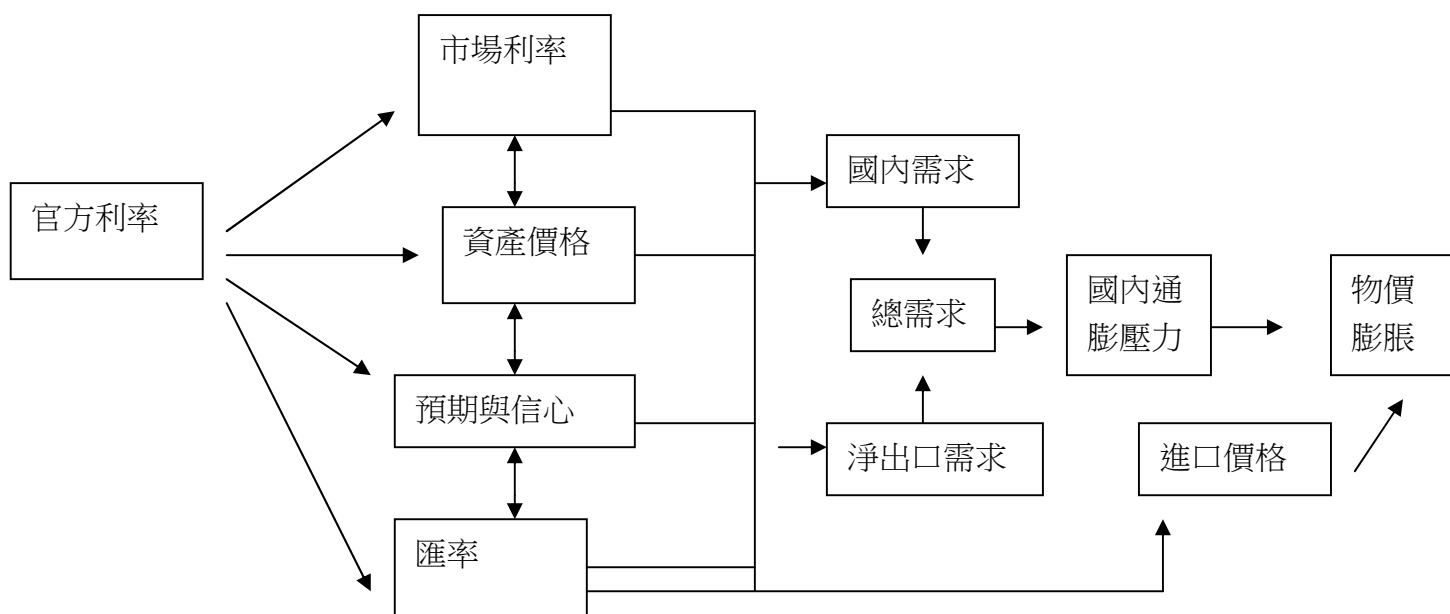 市場利率
國內需求
官方利率
資產價格
國內通
膨壓力
物價
膨脹
總需求
預期與信心
淨出口需求
進口價格
匯率